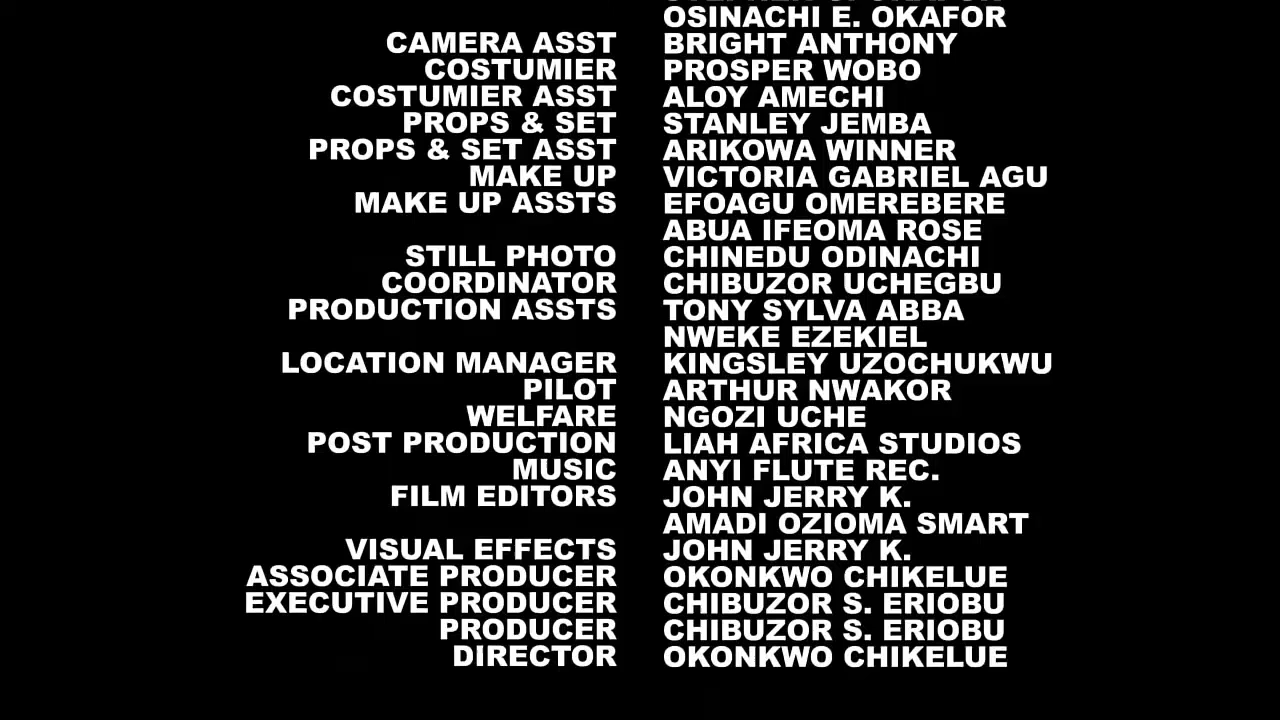 OSINACHI E. OKAFOR
CAMERA ASST BRIGHT ANTHONY
COSTUMIER PROSPER WOBO
COSTUMIER ASST ALOY AMECHI
PROPS & SET STANLEY JEMBA
PROPS & SET ASST ARIKOWA WINNER
MAKE UP VICTORIA GABRIEL AGU
MAKE UP ASSTS EFOAGU OMEREBERE
ABUA IFEOMA ROSE
STILL PHOTO CHINEDU ODINACHI
COORDINATOR CHIBUZOR UCHEGBU
PRODUCTION ASSTS TONY SYLVA ABBA
NWEKE EZEKIEL
LOCATION MANAGER KINGSLEY UZOCHUKWU
PILOT ARTHUR NWAKOR
WELFARE NGOZI UCHE
POST PRODUCTION LIAH AFRICA STUDIOS
MUSIC ANYI FLUTE REC.
FILM EDITORS JOHN JERRY K.
AMADI OZIOMA SMART
VISUAL EFFECTS JOHN JERRY K.
ASSOCIATE PRODUCER OKONKWO CHIKELUE
EXECUTIVE PRODUCER CHIBUZOR S. ERIOBU
PRODUCER CHIBUZOR S. ERIOBU
DIRECTOR OKONKWO CHIKELUE